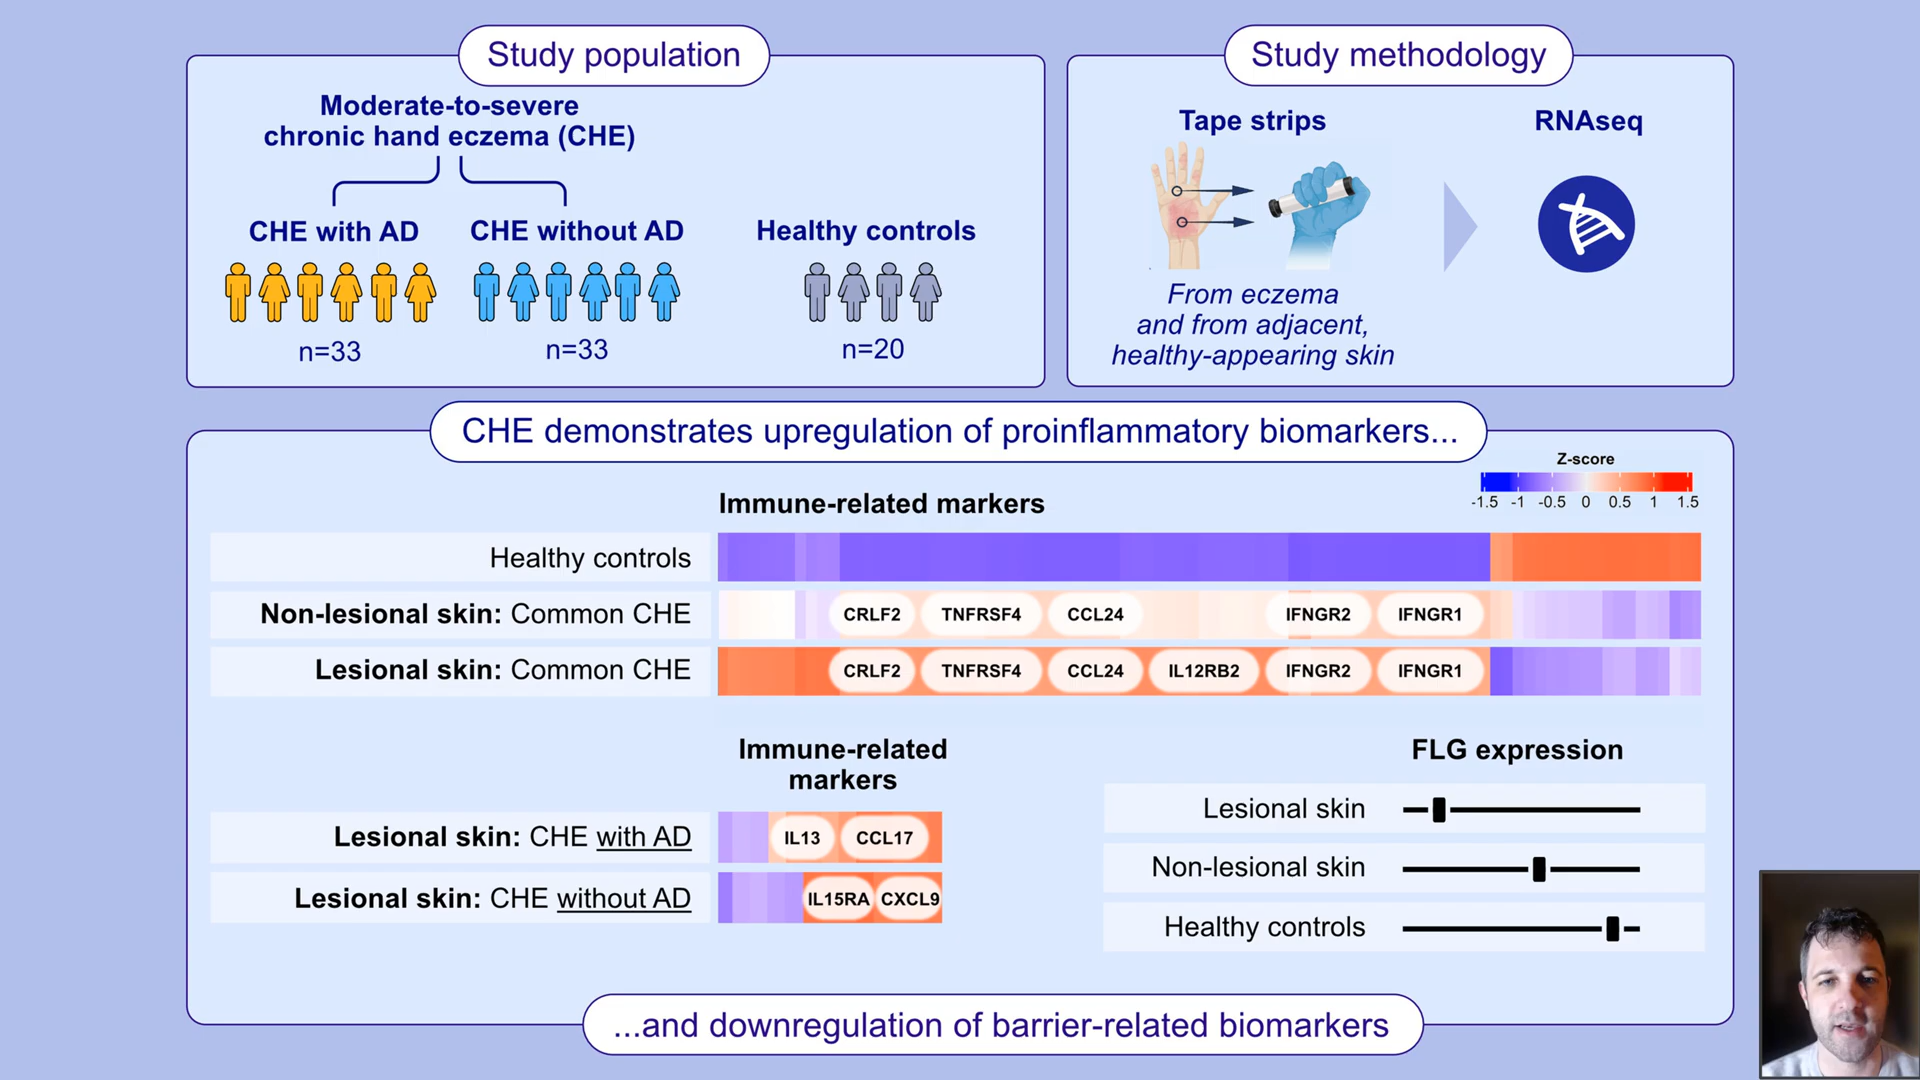 Study population
Moderate-to-severe
chronic hand eczema (CHE)
CHE with AD
CHE without AD
Healthy controls
n=33
n=33
n=20
Study methodology
Tape strips
RNAseq
From eczema
and from adjacent,
healthy-appearing skin
CHE demonstrates upregulation of proinflammatory biomarkers...
Z-score
-1.5 -1 -0.5 0 0.5 1 1.5
Immune-related markers
Healthy controls
Non-lesional skin: Common CHE
CRLF2 TNFRSF4 CCL24 IFNGR2 IFNGR1
Lesional skin: Common CHE
CRLF2 TNFRSF4 CCL24 IL12RB2 IFNGR2 IFNGR1
Immune-related
markers
Lesional skin: CHE with AD
IL13 CCL17
Lesional skin: CHE without AD
IL15RA CXCL9
FLG expression
Lesional skin
Non-lesional skin
Healthy controls
...and downregulation of barrier-related biomarkers